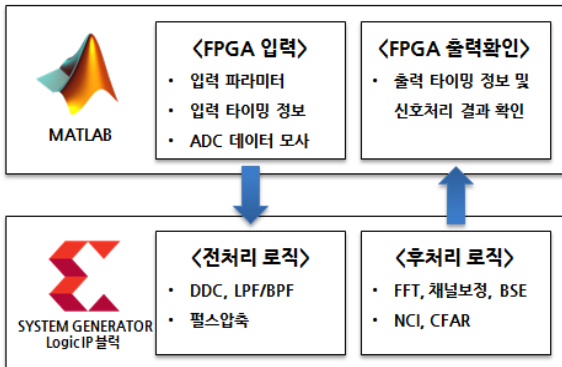 MATLAB
<FPGA 입력>
• 입력 파라미터
• 입력 타이밍 정보
• ADC 데이터 모사
<FPGA 출력확인>
• 출력 타이밍 정보 및
신호처리 결과 확인
SYSTEM GENERATOR
Logic IP 블럭
<전처리 로직>
• DDC, LPF/BPF
• 펄스압축
<후처리 로직>
• FFT, 채널보정, BSE
• NCI, CFAR